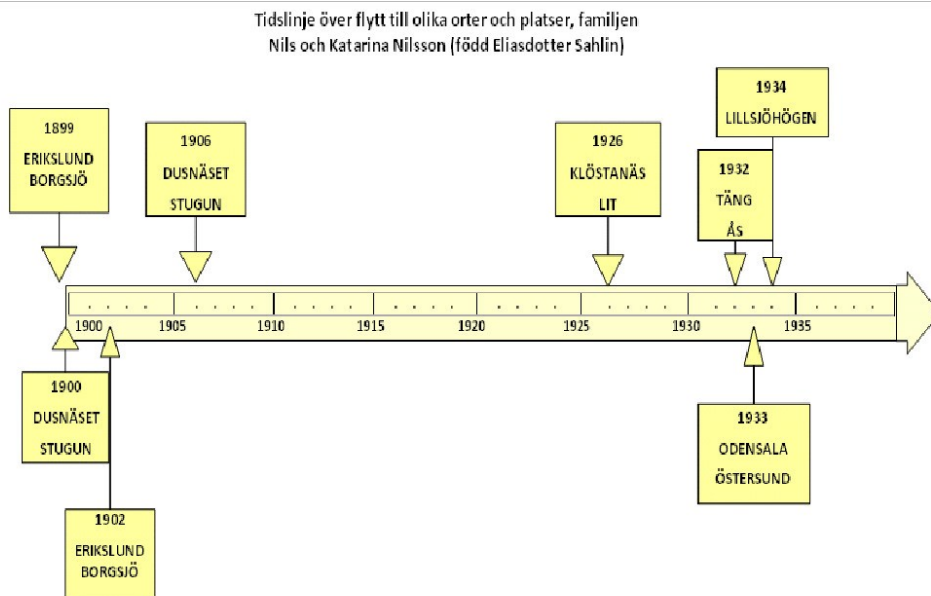 Tidslinje över flytt till olika orter och platser, familjen
Nils och Katarina Nilsson (född Eliasdotter Sahlin)
1899
ERIKSLUND
BORGSJÖ
1906
DUSNÄSET
STUGUN
1926
KLÖSTANÄS
LIT
1932
TÄNG
ÅS
1934
LILLSJÖHÖGEN
1900
1905
1910
1915
1920
1925
1930
1935
1900
DUSNÄSET
STUGUN
1902
ERIKSLUND
BORGSJÖ
1933
ODENSALA
ÖSTERSUND